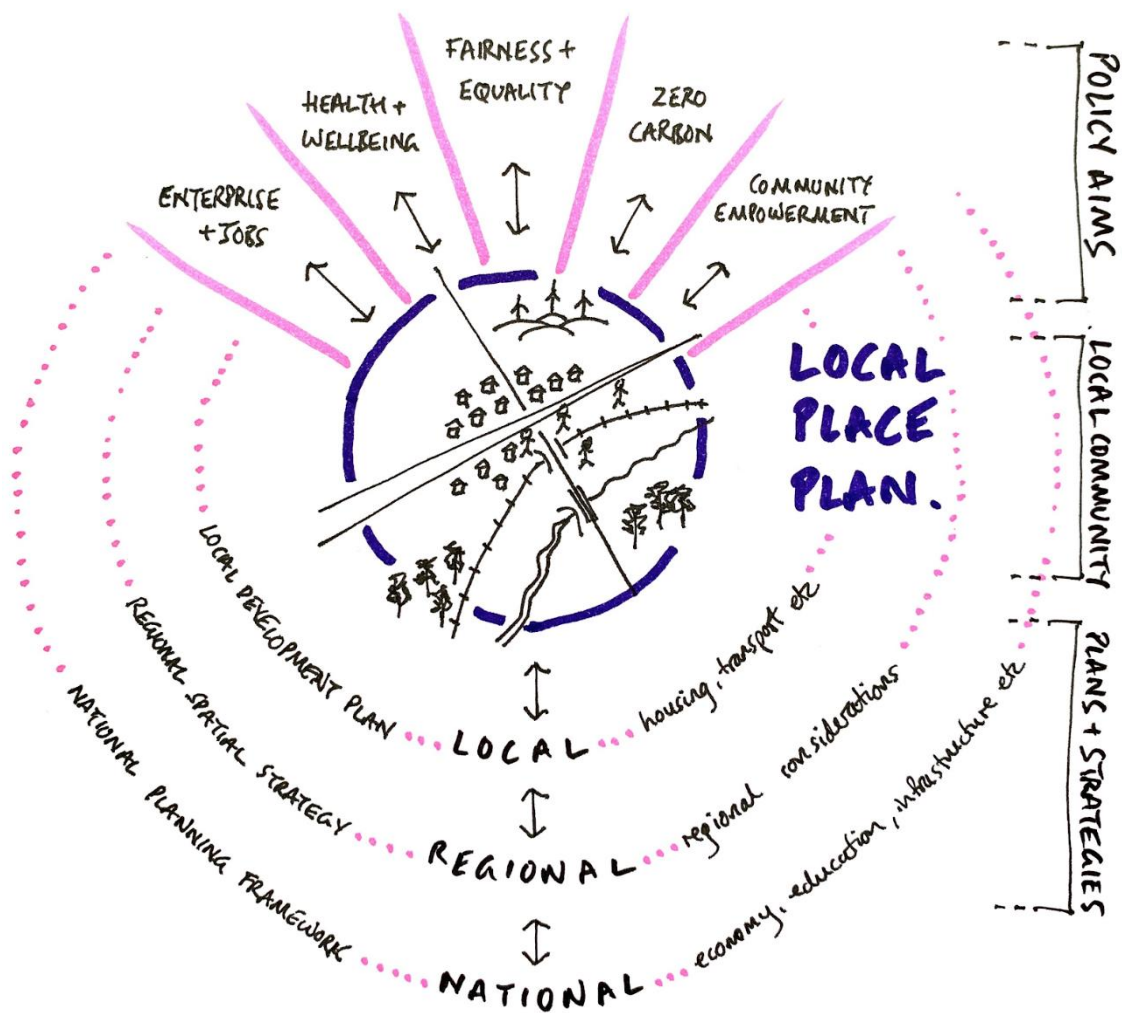 FAIRNESS +
EQUALITY
HEALTH +
WELLBEING
ZERO
CARBON
ENTERPRISE
+ JOBS
COMMUNITY
EMPOWERMENT
POLICY AIMS
LOCAL
PLACE
PLAN.
LOCAL COMMUNITY
PLANS + STRATEGIES
LOCAL DEVELOPMENT PLAN ... LOCAL ... housing, transport etc
REGIONAL SPATIAL STRATEGY ... REGIONAL ... regional considerations
NATIONAL PLANNING FRAMEWORK ... NATIONAL ... economy, education, infrastructure etc